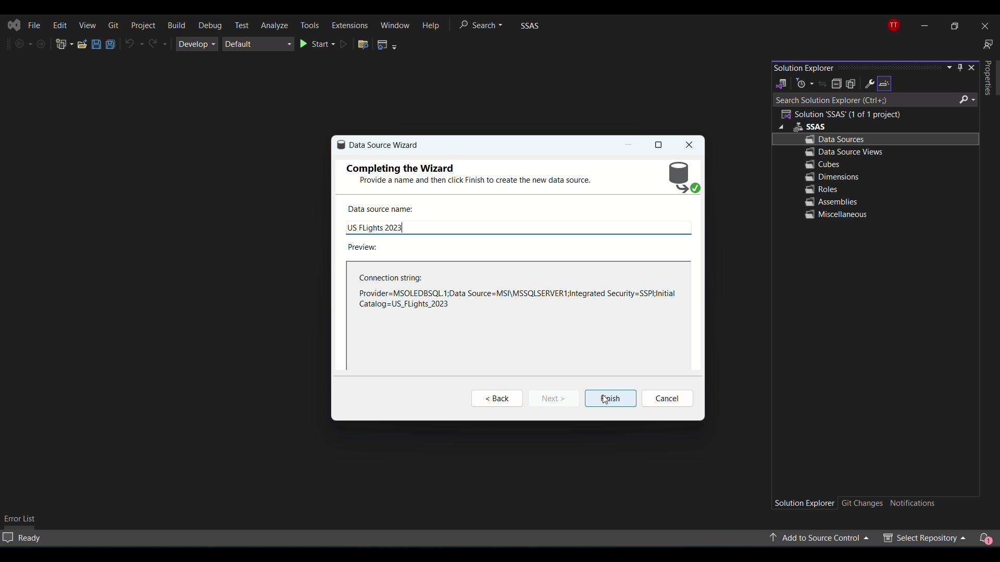 File Edit View Git Project Build Debug Test Analyze Tools Extensions Window Help Search SSAS TT
Develop Default Start
Solution Explorer
Properties
Search Solution Explorer (Ctrl+;)
Solution 'SSAS' (1 of 1 project)
SSAS
Data Sources
Data Source Views
Cubes
Dimensions
Roles
Assemblies
Miscellaneous
Data Source Wizard
Completing the Wizard
Provide a name and then click Finish to create the new data source.
Data source name:
US FLights 2023
Preview:
Connection string:
Provider=MSOLEDBSQL.1;Data Source=MSI\MSSQLSERVER1;Integrated Security=SSPI;Initial
Catalog=US_FLights_2023
< Back Next > Finish Cancel
Solution Explorer Git Changes Notifications
Error List
Ready Add to Source Control Select Repository 1